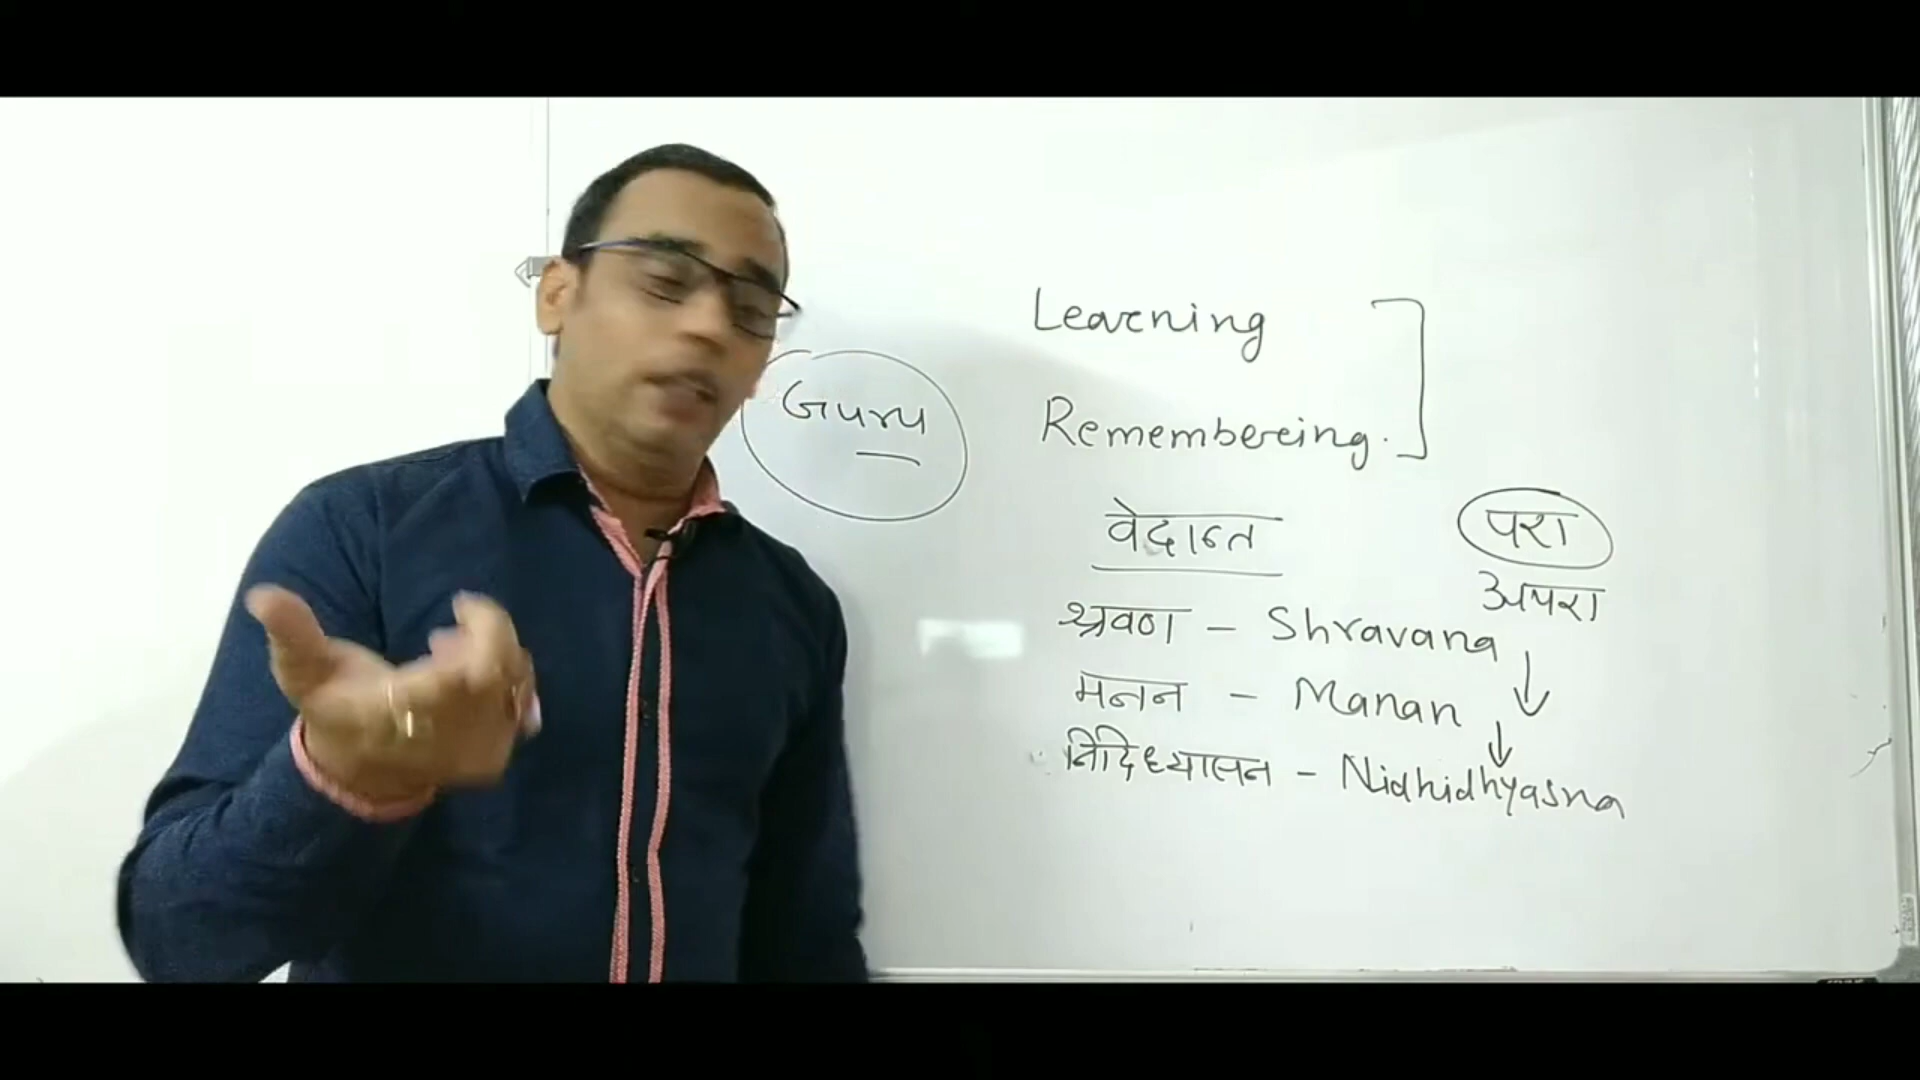 Learning
Guru
Remembering.
वेदान्त
परा
अपरा
श्रवण - Shravana
मनन - Manan
निदिध्यासन - Nidhidhyasna